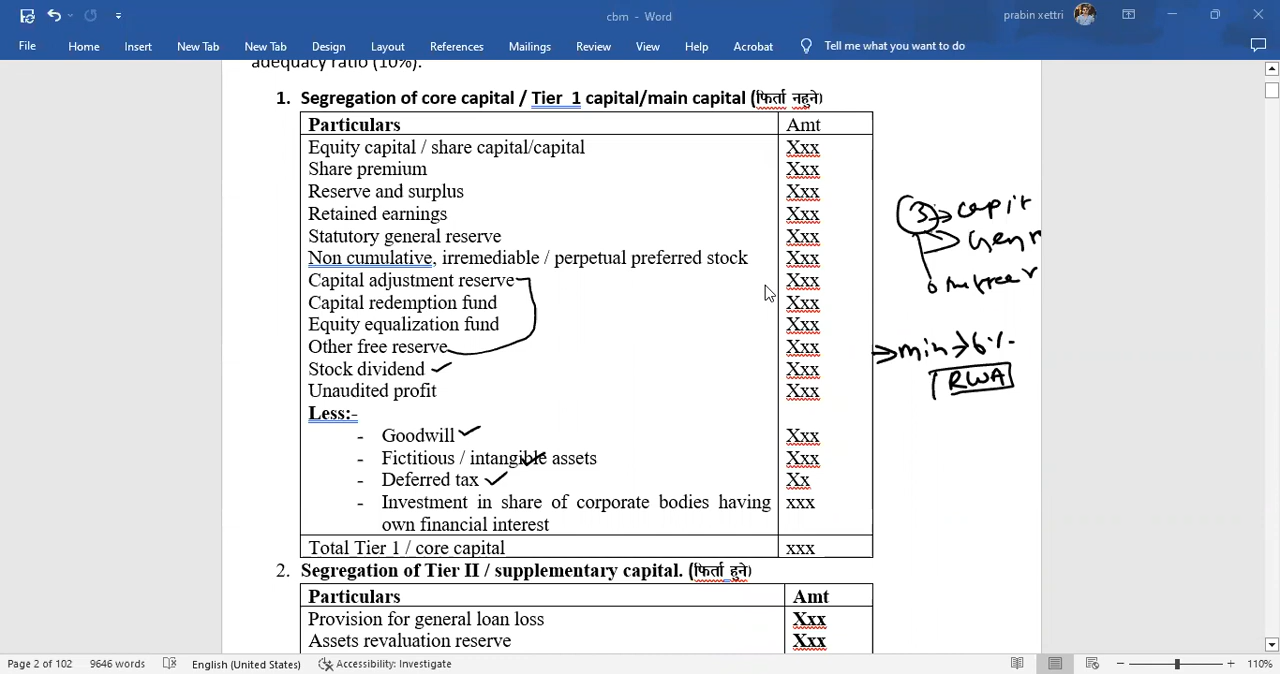 cbm - Word
prabin xettri
File Home Insert New Tab New Tab Design Layout References Mailings Review View Help Acrobat Tell me what you want to do
adequacy ratio (10%).
1. Segregation of core capital / Tier 1 capital/main capital (फिर्ता नहुने)
Particulars Amt
Equity capital / share capital/capital Xxx
Share premium Xxx
Reserve and surplus Xxx
Retained earnings Xxx
Statutory general reserve Xxx
Non cumulative, irremediable / perpetual preferred stock Xxx
Capital adjustment reserve Xxx
Capital redemption fund Xxx
Equity equalization fund Xxx
Other free reserve Xxx
Stock dividend Xxx
Unaudited profit Xxx
Less:-
- Goodwill Xxx
- Fictitious / intangible assets Xxx
- Deferred tax Xx
- Investment in share of corporate bodies having xxx
own financial interest
Total Tier 1 / core capital xxx
2. Segregation of Tier II / supplementary capital. (फिर्ता हुने)
Particulars Amt
Provision for general loan loss Xxx
Assets revaluation reserve Xxx
3 capit
Gen
min → 6%
RWA
Page 2 of 102 9646 words English (United States) Accessibility: Investigate 110%